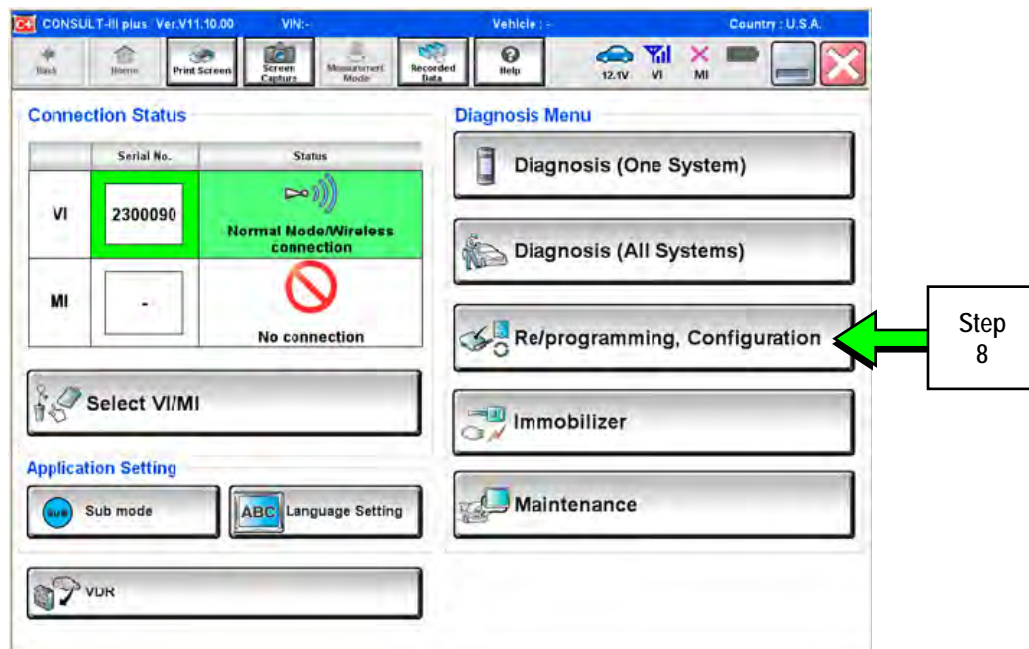 CONSULT-III plus Ver.V11.10.00 VIN:- Vehicle : - Country : U.S.A.
Back
Home
Print Screen
Screen
Capture
Measurement
Mode
Recorded
Data
Help
12.1V
VI
MI
Connection Status
Serial No. Status
VI
2300090
Normal Mode/Wireless
connection
MI
-
No connection
Select VI/MI
Application Setting
SUB
Sub mode
ABC
Language Setting
VDR
Diagnosis Menu
Diagnosis (One System)
Diagnosis (All Systems)
Re/programming, Configuration
Immobilizer
Maintenance
Step
8